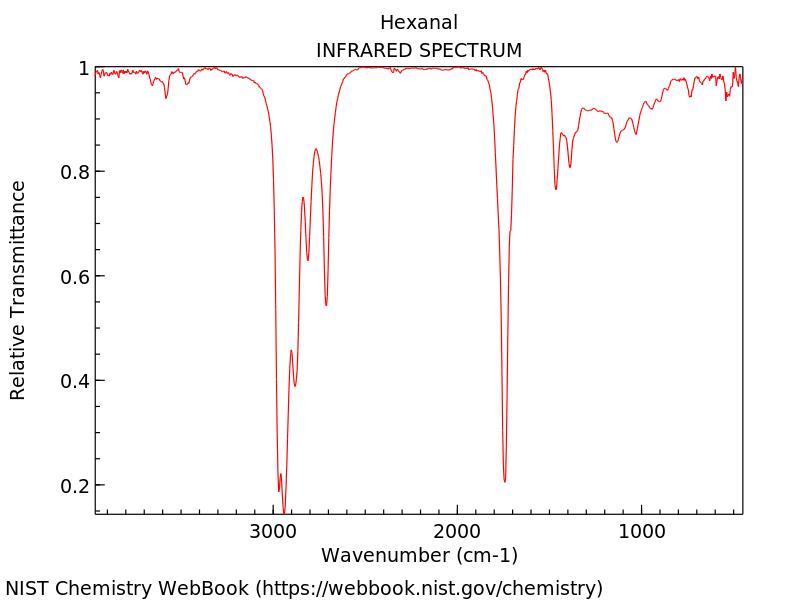 Hexanal
INFRARED SPECTRUM
1
0.8
0.6
0.4
0.2
Relative Transmittance
3000 2000 1000
Wavenumber (cm-1)
NIST Chemistry WebBook (https://webbook.nist.gov/chemistry)